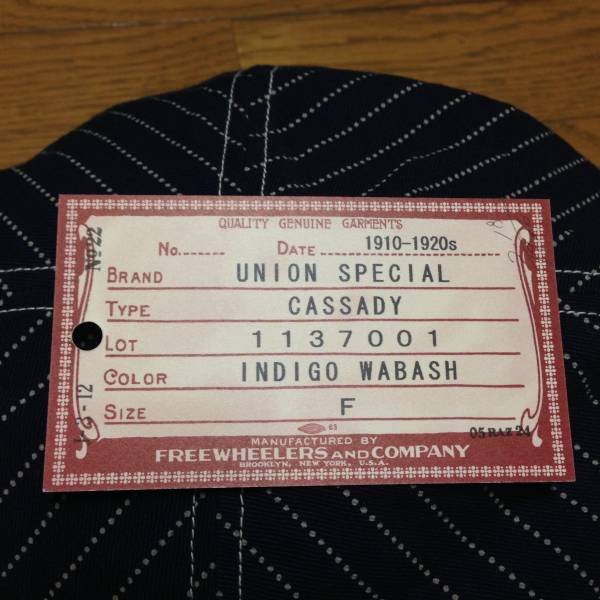 QUALITY GENUINE GARMENTS
No.......
DATE 1910-1920s
No 22
BRAND UNION SPECIAL
TYPE CASSADY
LOT 1137001
COLOR INDIGO WABASH
SIZE F
MANUFACTURED BY
FREEWHEELERS AND COMPANY
BROOKLYN, NEW YORK, U.S.A.